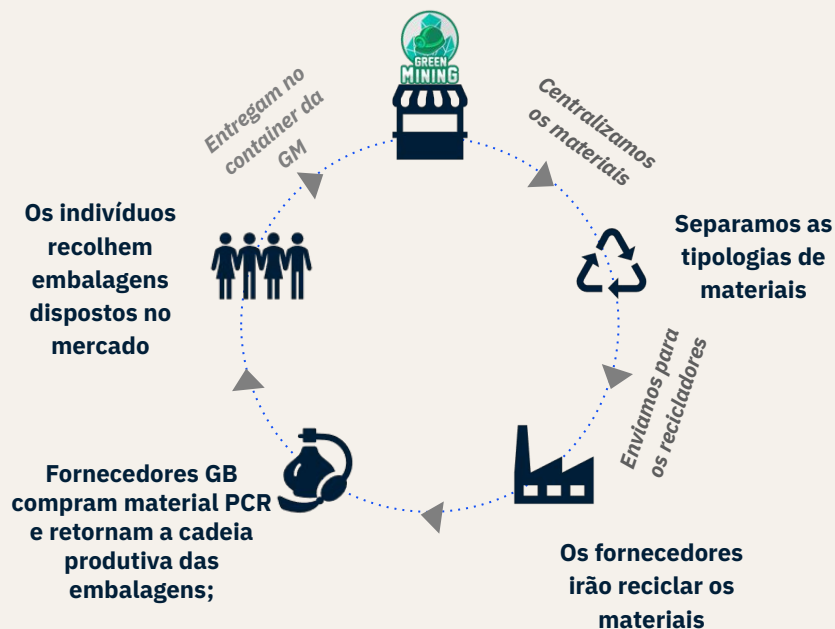 GREEN
MINING
Entregam no
container da
GM
Centralizamos
os materiais
Separamos as
tipologias de
materiais
Enviamos para
os recicladores
Os fornecedores
irão reciclar os
materiais
Fornecedores GB
compram material PCR
e retornam a cadeia
produtiva das
embalagens;
Os indivíduos
recolhem
embalagens
dispostos no
mercado